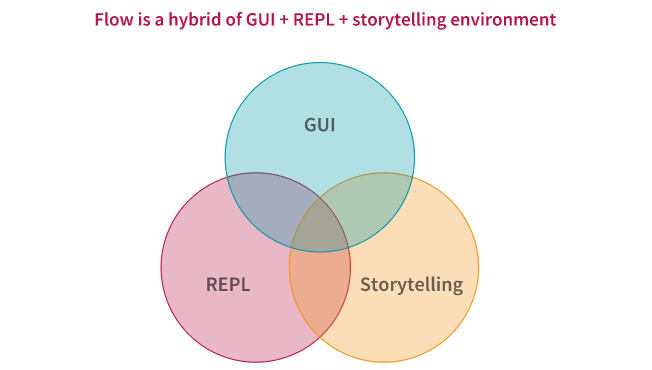 Flow is a hybrid of GUI + REPL + storytelling environment
GUI
REPL
Storytelling